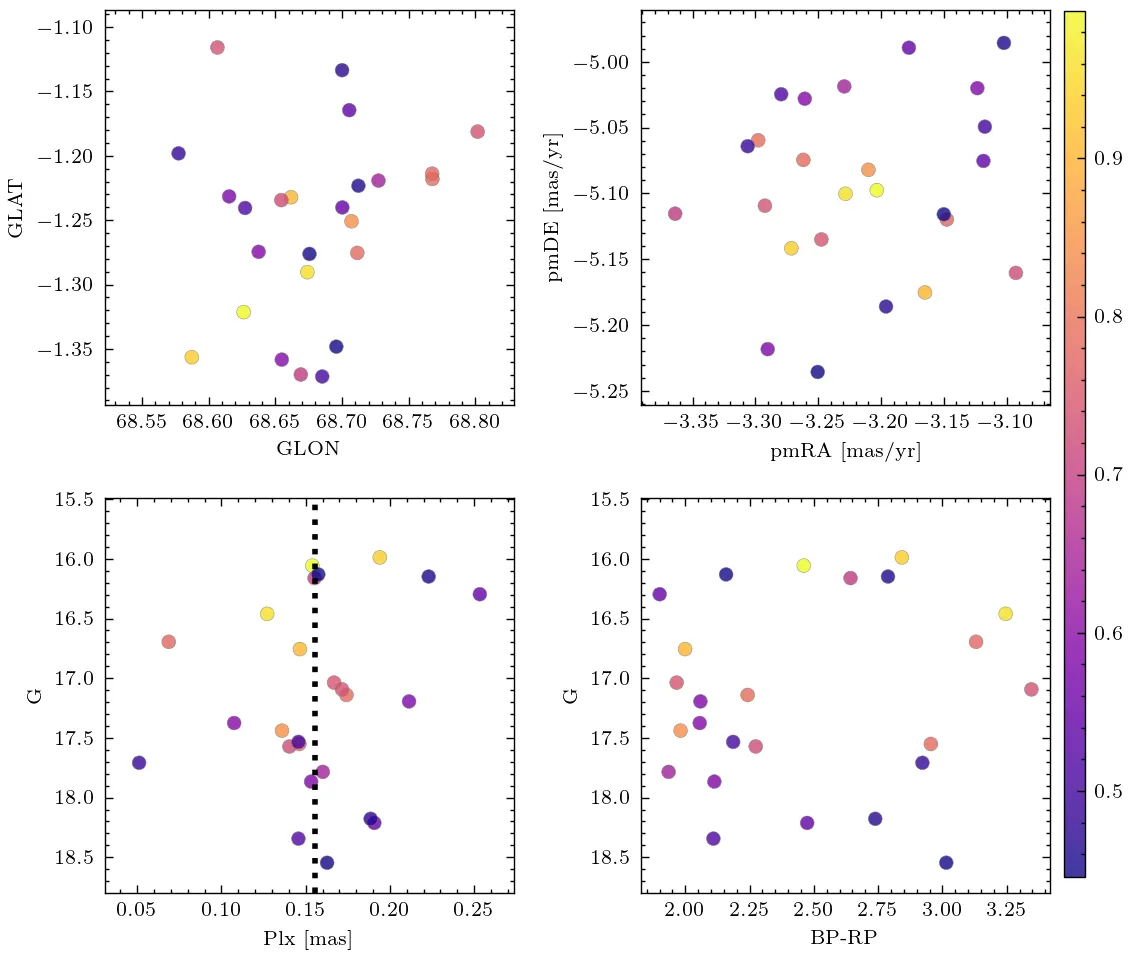 −1.10
−1.15
−1.20
−1.25
−1.30
−1.35
GLAT
68.55 68.60 68.65 68.70 68.75 68.80
GLON
−5.00
−5.05
−5.10
−5.15
−5.20
−5.25
pmDE [mas/yr]
−3.35 −3.30 −3.25 −3.20 −3.15 −3.10
pmRA [mas/yr]
0.9
0.8
0.7
0.6
0.5
15.5
16.0
16.5
17.0
17.5
18.0
18.5
G
0.05 0.10 0.15 0.20 0.25
Plx [mas]
15.5
16.0
16.5
17.0
17.5
18.0
18.5
G
2.00 2.25 2.50 2.75 3.00 3.25
BP-RP